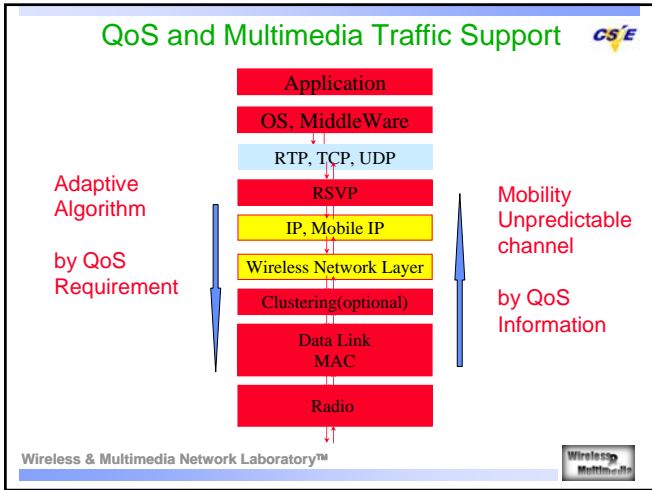 QoS and Multimedia Traffic Support
CS/E
Application
OS, MiddleWare
RTP, TCP, UDP
RSVP
IP, Mobile IP
Wireless Network Layer
Clustering(optional)
Data Link
MAC
Radio
Adaptive
Algorithm
by QoS
Requirement
Mobility
Unpredictable
channel
by QoS
Information
Wireless & Multimedia Network Laboratory™
Wireless
Multimedia